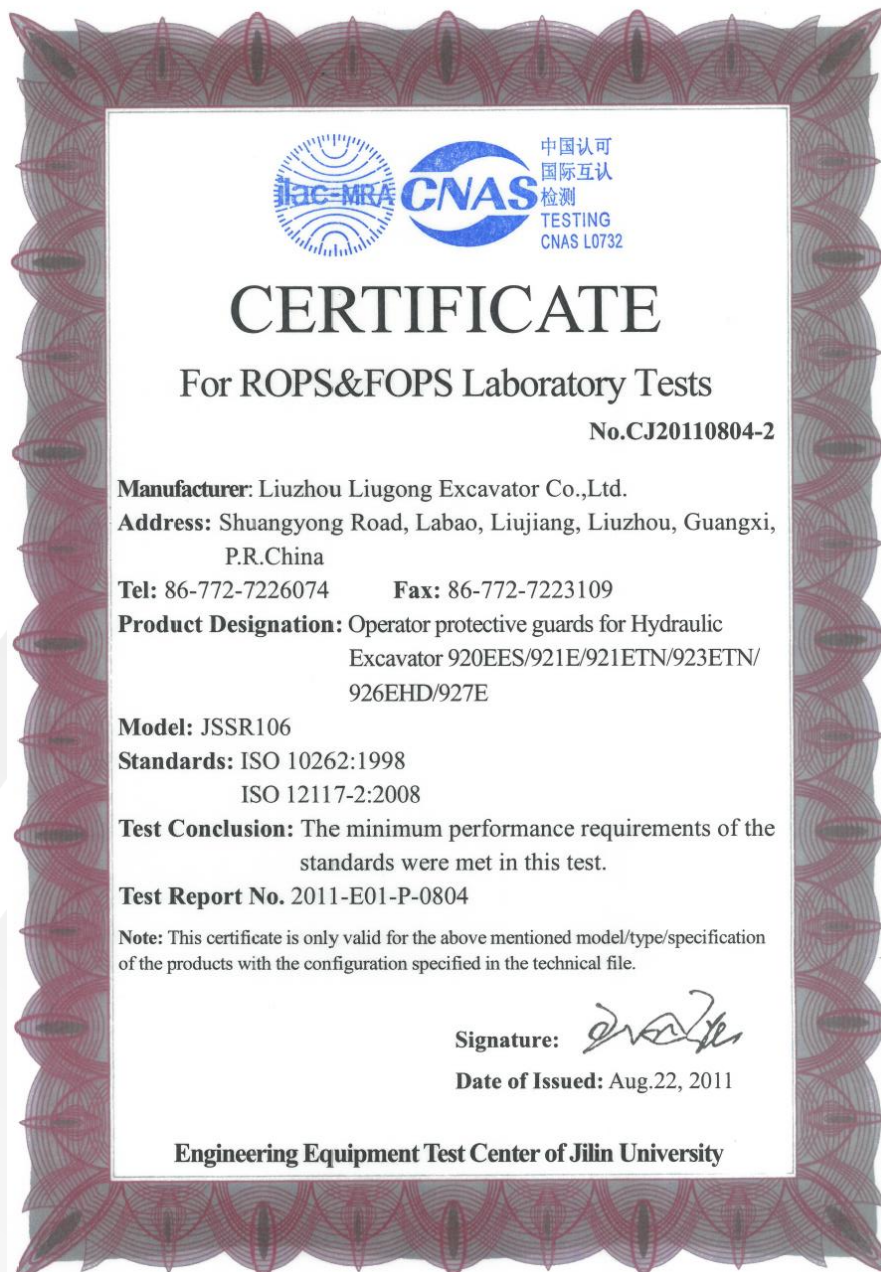 ilac-MRA
CNAS
中国认可
国际互认
检测
TESTING
CNAS L0732
CERTIFICATE
For ROPS&FOPS Laboratory Tests
No.CJ20110804-2
Manufacturer: Liuzhou Liugong Excavator Co.,Ltd.
Address: Shuangyong Road, Labao, Liujiang, Liuzhou, Guangxi,
P.R.China
Tel: 86-772-7226074 Fax: 86-772-7223109
Product Designation: Operator protective guards for Hydraulic
Excavator 920EES/921E/921ETN/923ETN/
926EHD/927E
Model: JSSR106
Standards: ISO 10262:1998
ISO 12117-2:2008
Test Conclusion: The minimum performance requirements of the
standards were met in this test.
Test Report No. 2011-E01-P-0804
Note: This certificate is only valid for the above mentioned model/type/specification
of the products with the configuration specified in the technical file.
Signature:
Date of Issued: Aug.22, 2011
Engineering Equipment Test Center of Jilin University